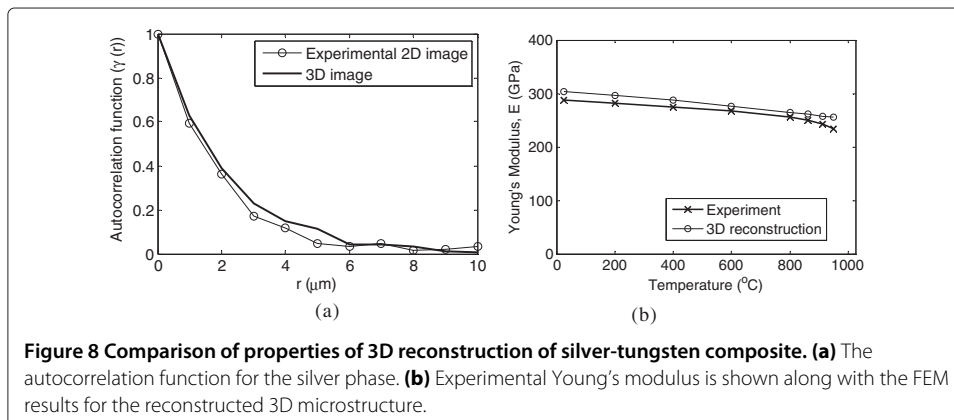 Autocorrelation function (γ (r))
1
0.8
0.6
0.4
0.2
0
0 2 4 6 8 10
r (μm)
Experimental 2D image
3D image
(a)
Young's Modulus, E (GPa)
400
300
200
100
0
0 200 400 600 800 1000
Temperature (°C)
Experiment
3D reconstruction
(b)
Figure 8 Comparison of properties of 3D reconstruction of silver-tungsten composite. (a) The
autocorrelation function for the silver phase. (b) Experimental Young's modulus is shown along with the FEM
results for the reconstructed 3D microstructure.